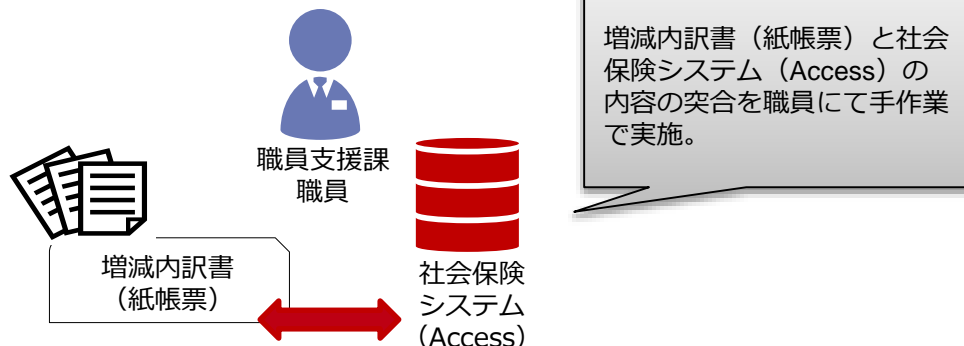 増減内訳書（紙帳票）と社会
保険システム（Access）の
内容の突合を職員にて手作業
で実施。
職員支援課
職員
増減内訳書
（紙帳票）
社会保険
システム
（Access）